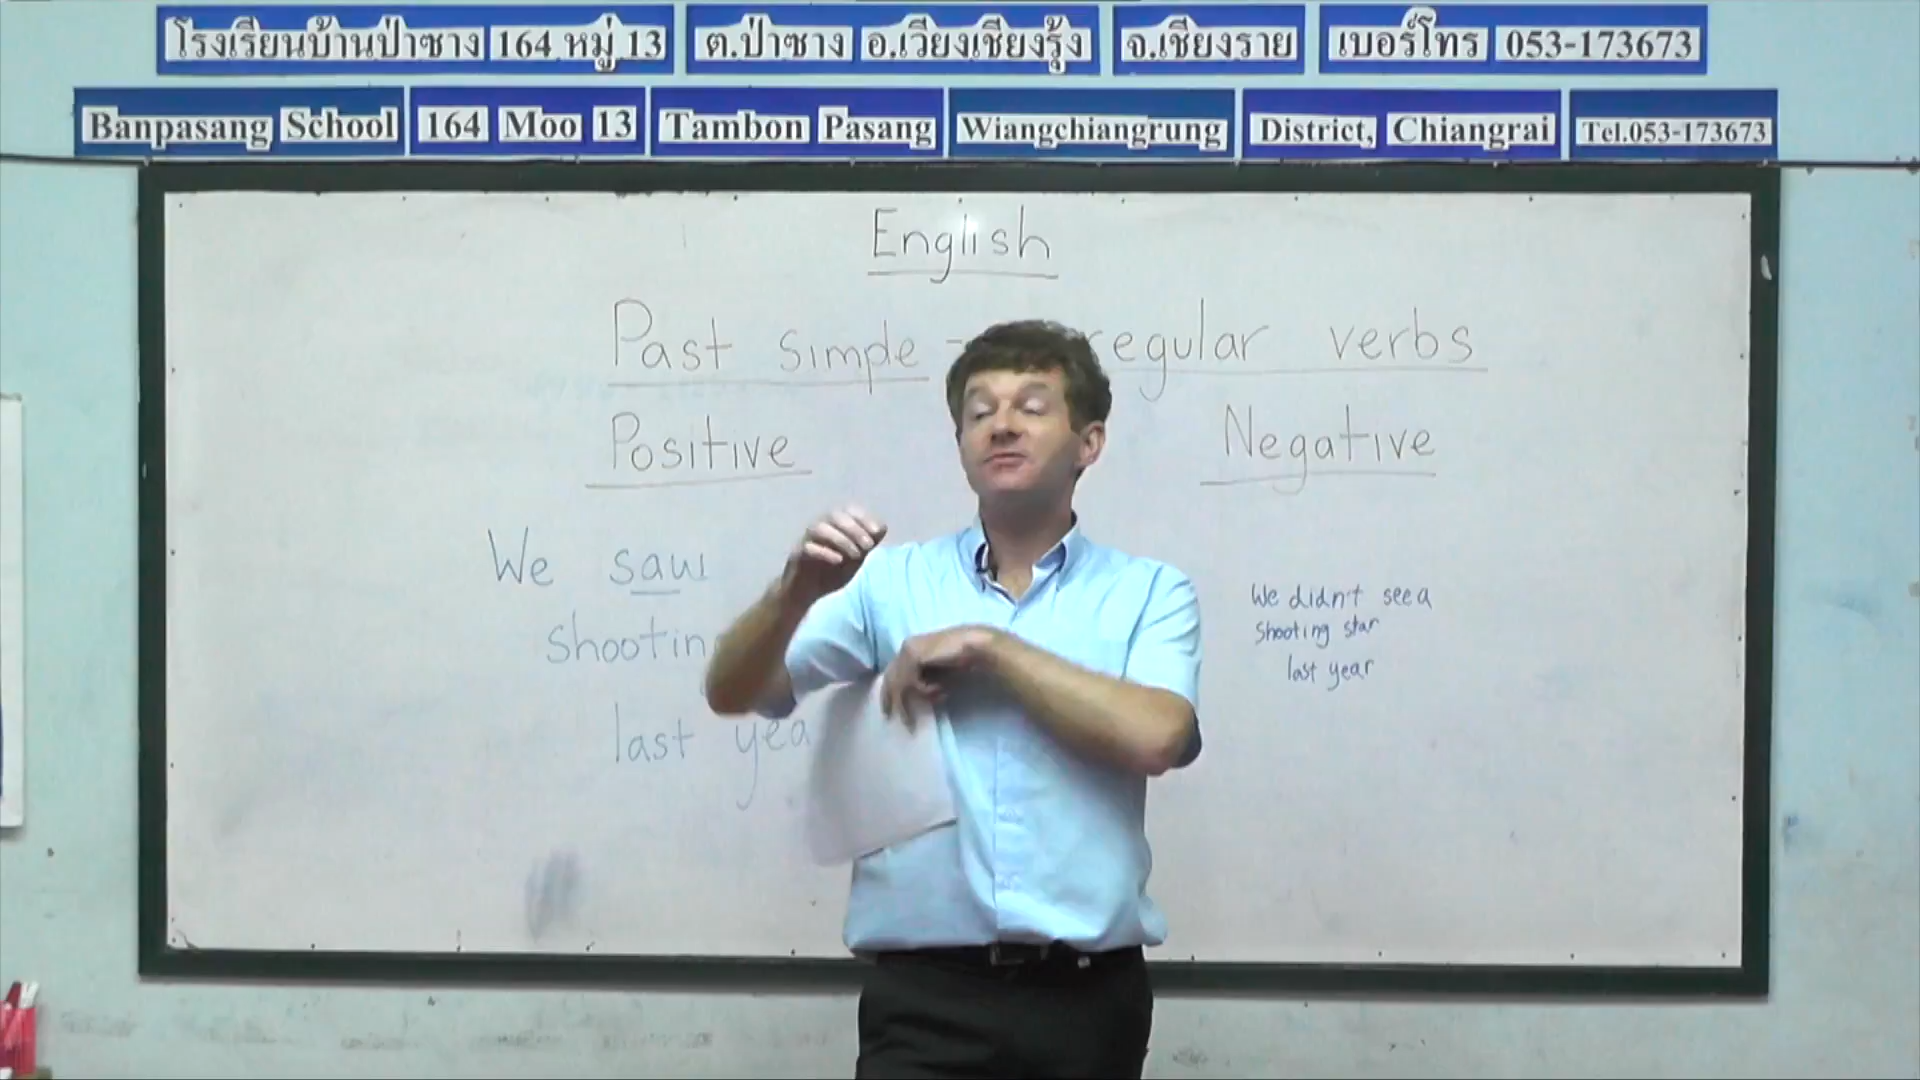 โรงเรียนบ้านป่าซาง 164 หมู่ 13 ต.ป่าซาง อ.เวียงเชียงรุ้ง จ.เชียงราย เบอร์โทร 053-173673
Banpasang School 164 Moo 13 Tambon Pasang Wiangchiangrung District, Chiangrai Tel.053-173673
English
Past simple - regular verbs
Positive
Negative
We saw
shooting
last yea
We didn't see a
shooting star
last year